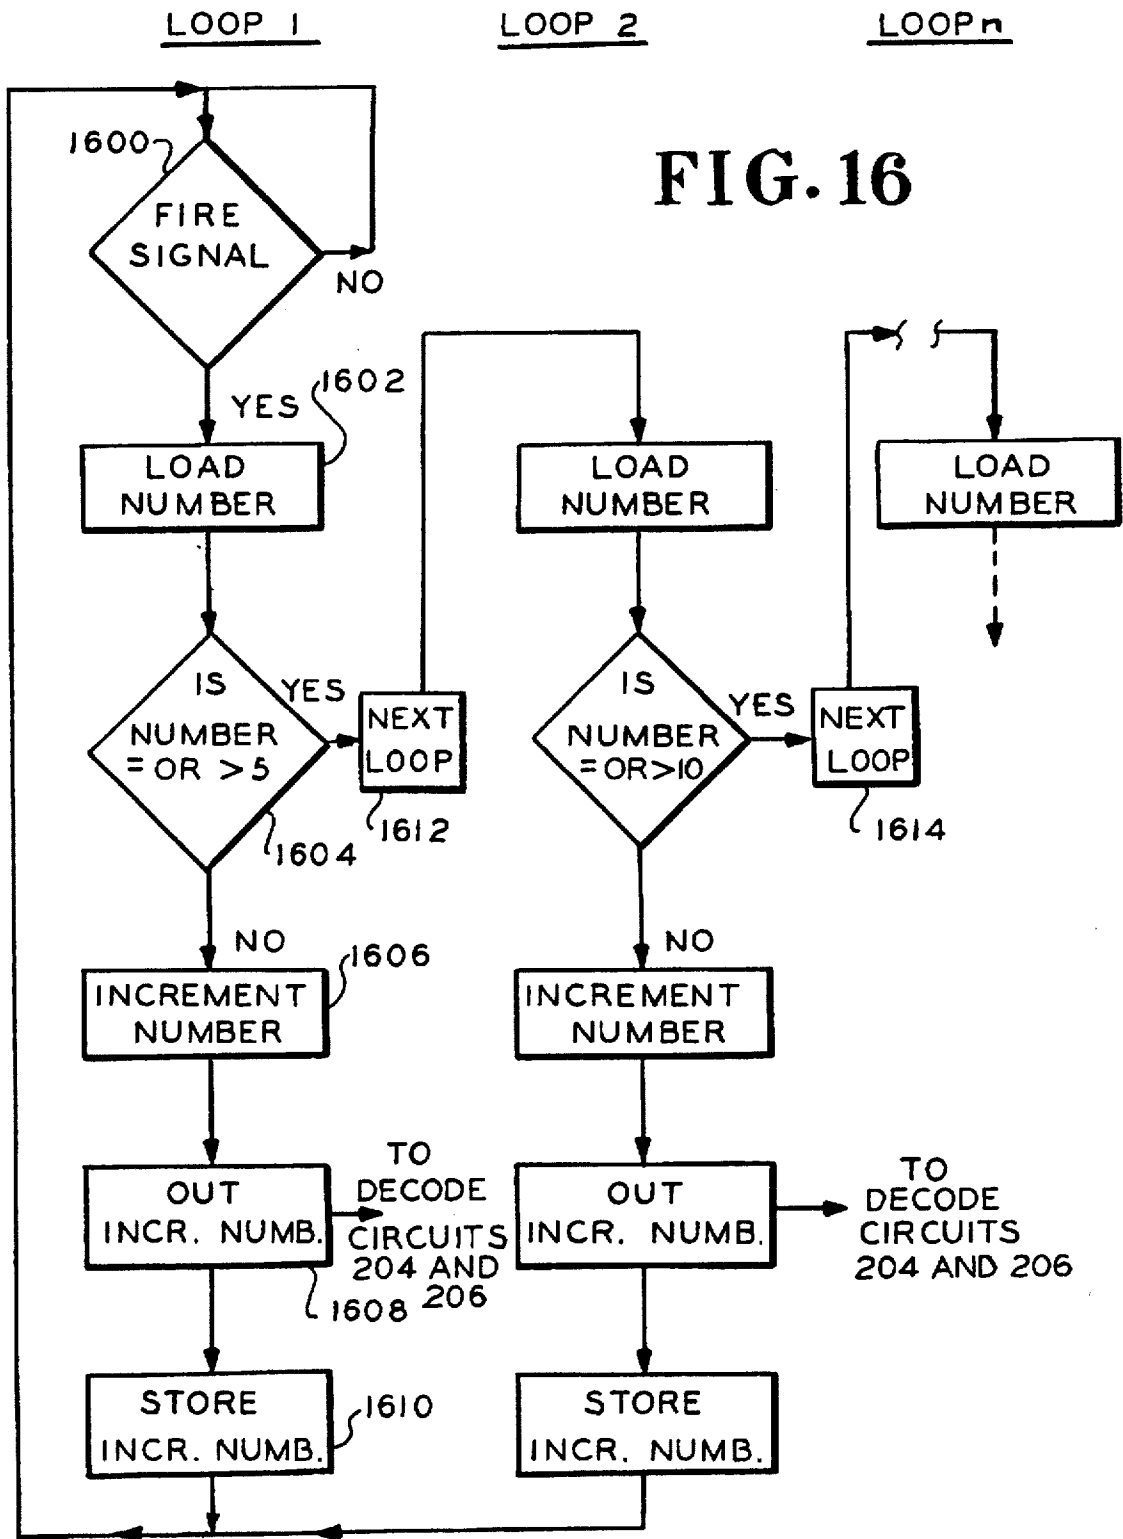 LOOP 1
LOOP 2
LOOP n
FIG. 16
1600
FIRE
SIGNAL
NO
YES
1602
LOAD
NUMBER
IS
NUMBER
= OR > 5
YES
1604
NEXT
LOOP
1612
NO
1606
INCREMENT
NUMBER
OUT
INCR. NUMB.
1608
TO
DECODE
CIRCUITS
204 AND
206
STORE
INCR. NUMB.
1610
LOAD
NUMBER
IS
NUMBER
= OR > 10
YES
NEXT
LOOP
1614
NO
INCREMENT
NUMBER
OUT
INCR. NUMB.
TO
DECODE
CIRCUITS
204 AND 206
STORE
INCR. NUMB.
LOAD
NUMBER